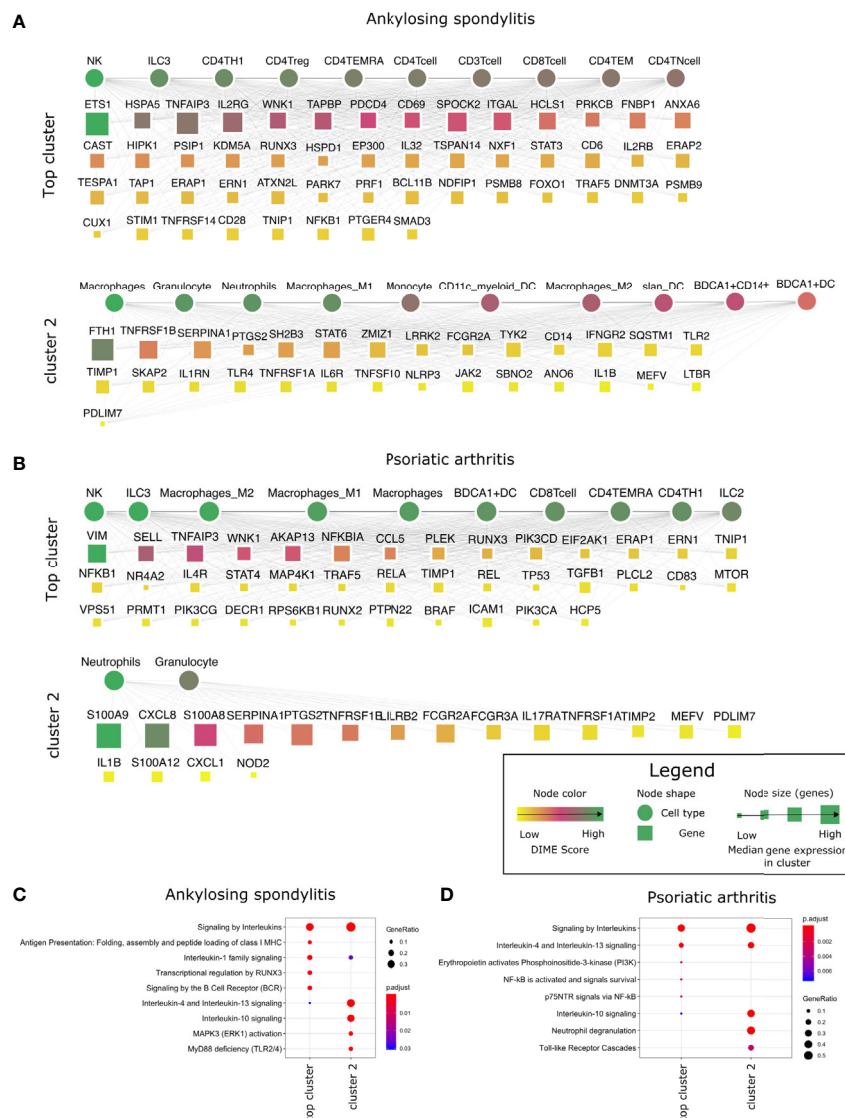 A
Ankylosing spondylitis
Top cluster
NK ILC3 CD4TH1 CD4Treg CD4TEMRA CD4Tcell CD3Tcell CD8Tcell CD4TEM CD4TNcell
ETS1 HSPA5 TNFAIP3 IL2RG WNK1 TAPBP PDCD4 CD69 SPOCK2 ITGAL HCLS1 PRKCB FNBP1 ANXA6
CAST HIPK1 PSIP1 KDM5A RUNX3 HSPD1 EP300 IL32 TSPAN14 NXF1 STAT3 CD6 IL2RB ERAP2
TESPA1 TAP1 ERAP1 ERN1 ATXN2L PARK7 PRF1 BCL11B NDFIP1 PSMB8 FOXO1 TRAF5 DNMT3A PSMB9
CUX1 STIM1 TNFRSF14 CD28 TNIP1 NFKB1 PTGER4 SMAD3
cluster 2
Macrophages Granulocyte Neutrophils Macrophages_M1 Monocyte CD11c_myeloid_DC Macrophages_M2 slan_DC BDCA1+CD14+ BDCA1+DC
FTH1 TNFRSF1B SERPINA1 PTGS2 SH2B3 STAT6 ZMIZ1 LRRK2 FCGR2A TYK2 CD14 IFNGR2 SQSTM1 TLR2
TIMP1 SKAP2 IL1RN TLR4 TNFRSF1A IL6R TNFSF10 NLRP3 JAK2 SBNO2 ANO6 IL1B MEFV LTBR
PDLIM7
B
Psoriatic arthritis
Top cluster
NK ILC3 Macrophages_M2 Macrophages_M1 Macrophages BDCA1+DC CD8Tcell CD4TEMRA CD4TH1 ILC2
VIM SELL TNFAIP3 WNK1 AKAP13 NFKBIA CCL5 PLEK RUNX3 PIK3CD EIF2AK1 ERAP1 ERN1 TNIP1
NFKB1 NR4A2 IL4R STAT4 MAP4K1 TRAF5 RELA TIMP1 REL TP53 TGFB1 PLCL2 CD83 MTOR
VPS51 PRMT1 PIK3CG DECR1 RPS6KB1 RUNX2 PTPN22 BRAF ICAM1 PIK3CA HCP5
cluster 2
Neutrophils Granulocyte
S100A9 CXCL8 S100A8 SERPINA1 PTGS2 TNFRSF1B LILRB2 FCGR2A FCGR3A IL17RA TNFRSF1A TIMP2 MEFV PDLIM7
IL1B S100A12 CXCL1 NOD2
Legend
Node color Node shape Node size (genes)
Cell type
Gene
Low High Low High
DIME Score Median gene expression
in cluster
C
Ankylosing spondylitis
Signaling by Interleukins
Antigen Presentation: Folding, assembly and peptide loading of class I MHC
Interleukin-1 family signaling
Transcriptional regulation by RUNX3
Signaling by the B Cell Receptor (BCR)
Interleukin-4 and Interleukin-13 signaling
Interleukin-10 signaling
MAPK3 (ERK1) activation
MyD88 deficiency (TLR2/4)
top cluster
cluster 2
GeneRatio
0.1
0.2
0.3
p.adjust
0.01
0.02
0.03
D
Psoriatic arthritis
Signaling by Interleukins
Interleukin-4 and Interleukin-13 signaling
Erythropoietin activates Phosphoinositide-3-kinase (PI3K)
NF-kB is activated and signals survival
p75NTR signals via NF-kB
Interleukin-10 signaling
Neutrophil degranulation
Toll-like Receptor Cascades
top cluster
cluster 2
p.adjust
0.002
0.004
0.006
GeneRatio
0.1
0.2
0.3
0.4
0.5